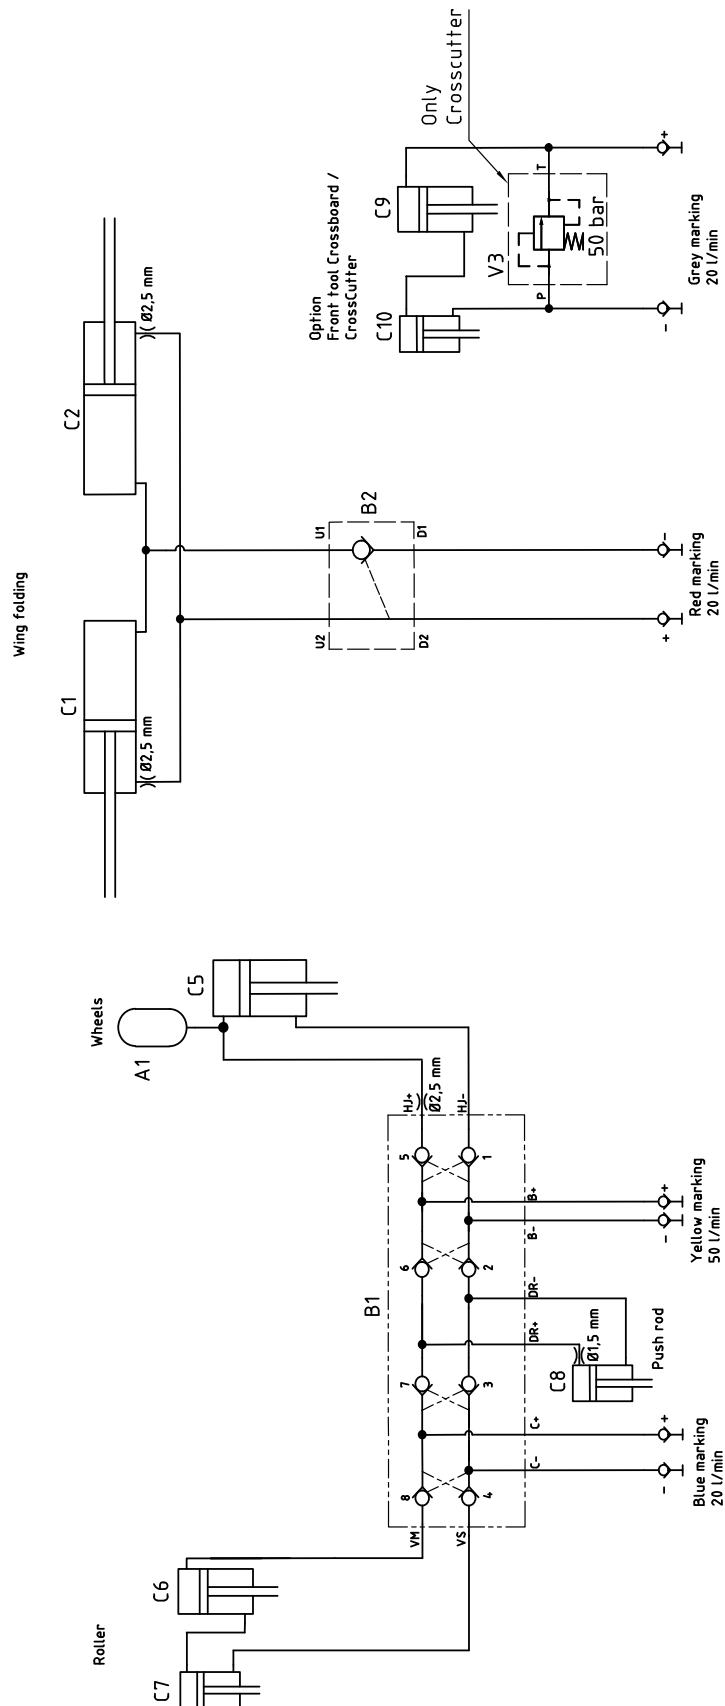 Only
Crosscutter
Option
Front tool Crossboard /
CrossCutter
C9
C10
T
P
V3
50 bar
+
-
Grey marking
20 l/min
Wing folding
C2
Ø2,5 mm
C1
Ø2,5 mm
U1
U2
B2
D1
D2
-
+
Red marking
20 l/min
Wheels
A1
C5
HJ+
Ø2,5 mm
HJ-
5
1
6
2
7
3
8
4
B1
B+
B-
DR-
DR+
C+
C-
VM
VS
+
-
Yellow marking
50 l/min
Ø1,5 mm
C8
Push rod
+
-
Blue marking
20 l/min
Roller
C6
C7